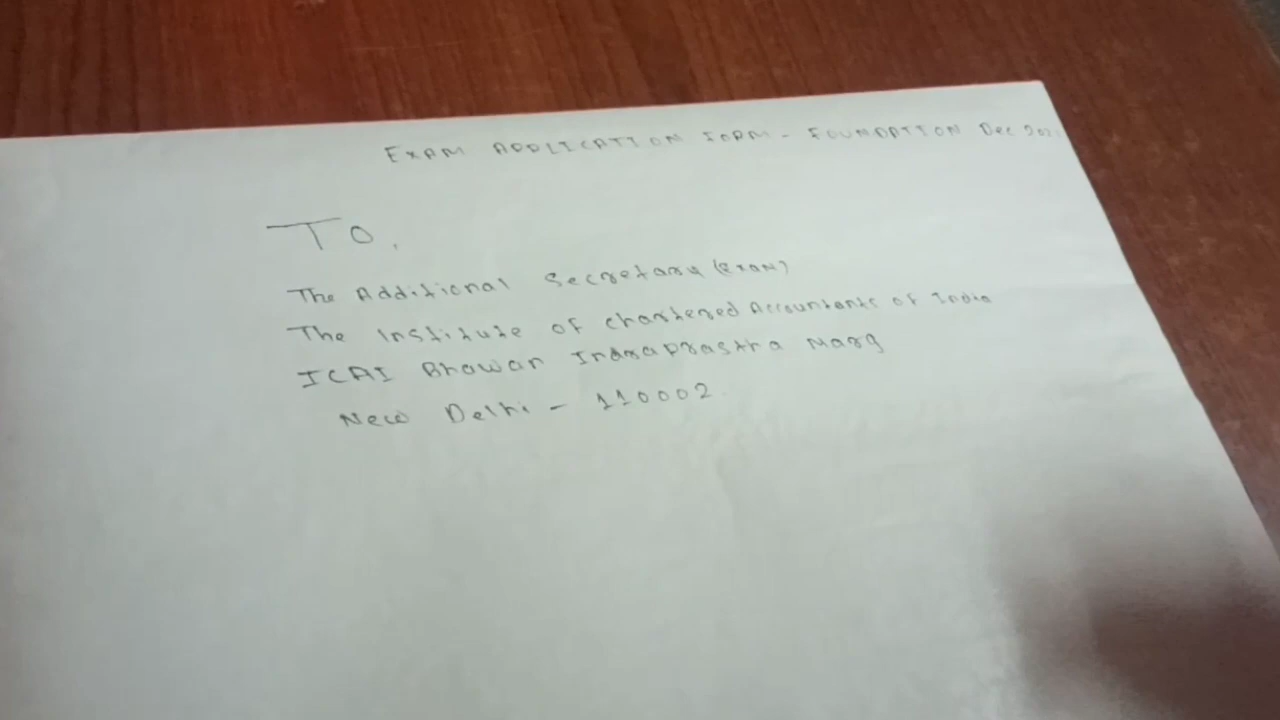 EXAM APPLICATION FORM - FOUNDATION Dec
To,
The Additional Secretary (EXAM)
The Institute of Chartered Accountants of India
ICAI Bhawan Indraprastha Marg
New Delhi - 110002